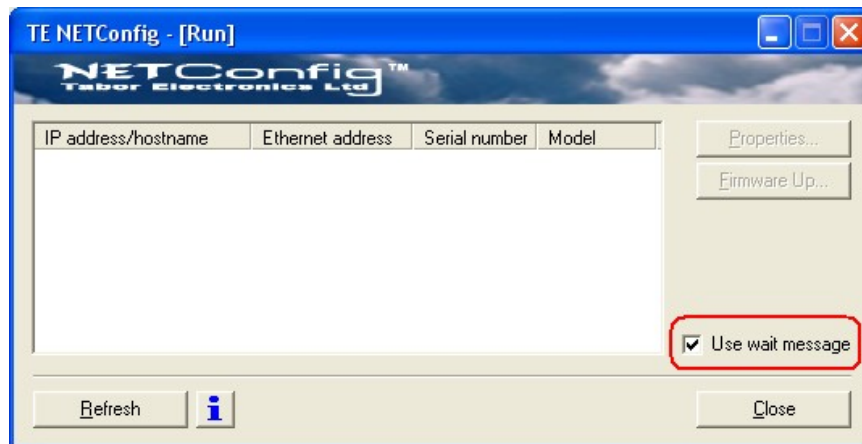 TE NETConfig - [Run]
NETConfig™
Tabor Electronics Ltd
IP address/hostname Ethernet address Serial number Model
Properties...
Firmware Up...
Use wait message
Refresh i Close